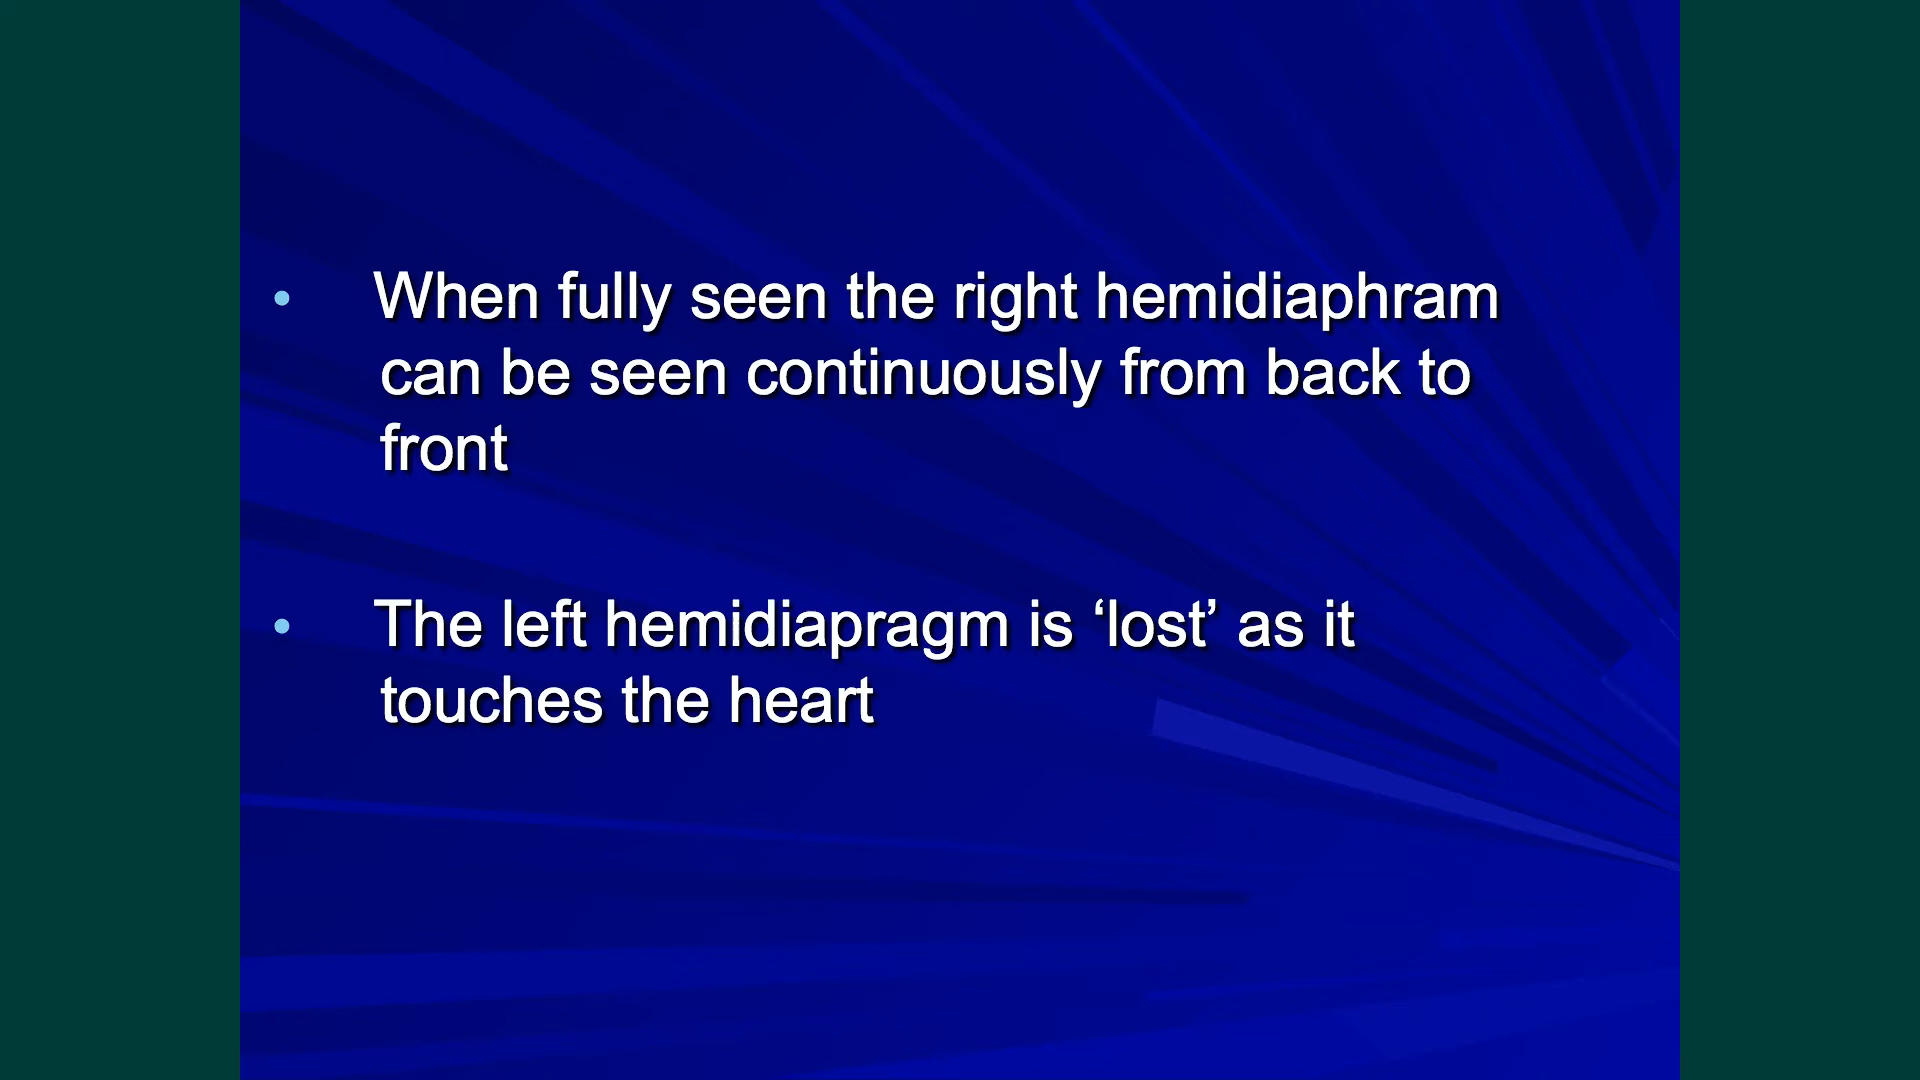 • When fully seen the right hemidiaphram
can be seen continuously from back to
front
• The left hemidiapragm is ‘lost’ as it
touches the heart